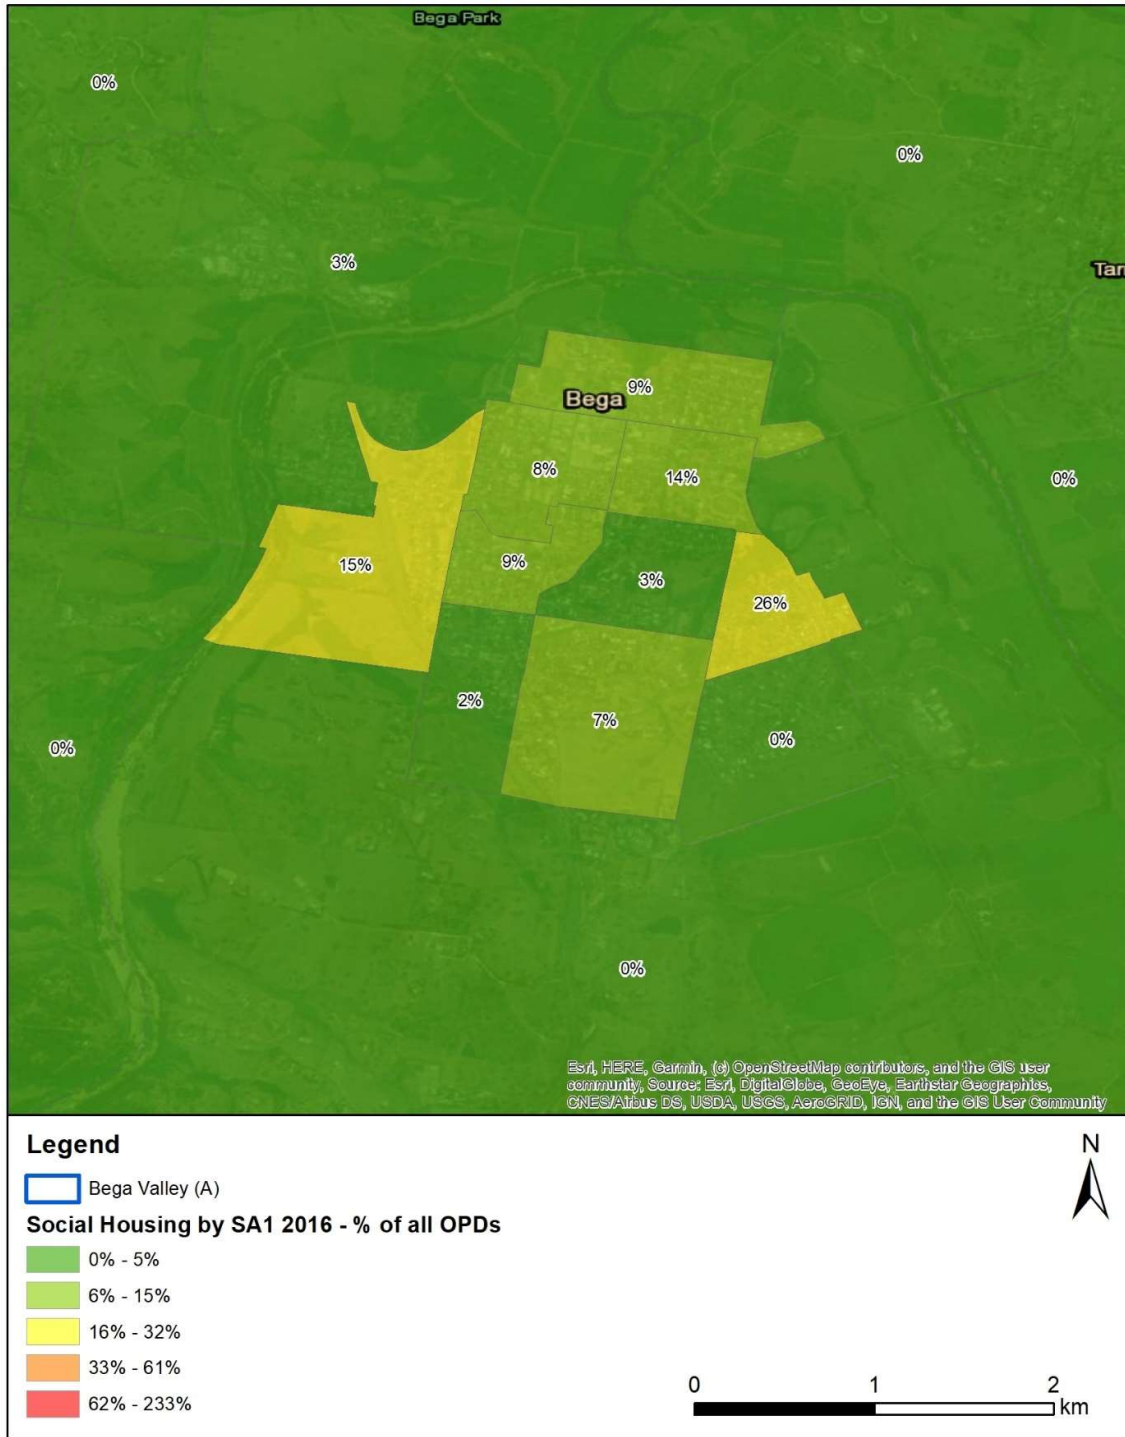 Bega Park
0%
0%
3%
Tarr
9%
Bega
8%
14%
0%
9%
15%
3%
26%
2%
7%
0%
0%
0%
Esri, HERE, Garmin, (c) OpenStreetMap contributors, and the GIS user
community, Source: Esri, DigitalGlobe, GeoEye, Earthstar Geographics,
CNES/Airbus DS, USDA, USGS, AeroGRID, IGN, and the GIS User Community
Legend
N
Bega Valley (A)
Social Housing by SA1 2016 - % of all OPDs
0% - 5%
6% - 15%
16% - 32%
33% - 61%
62% - 233%
0 1 2
km